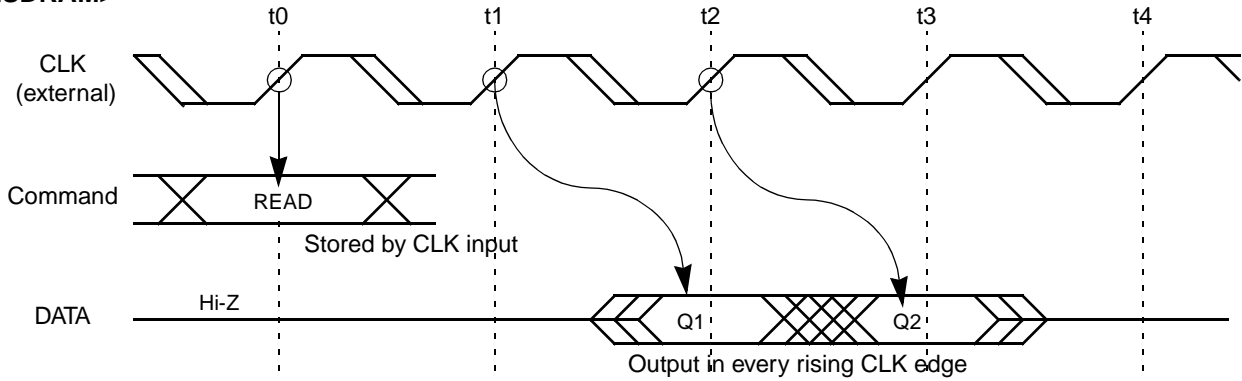 t0 t1 t2 t3 t4
CLK
(external)
Command
READ
Stored by CLK input
Hi-Z
DATA
Q1 Q2
Output in every rising CLK edge